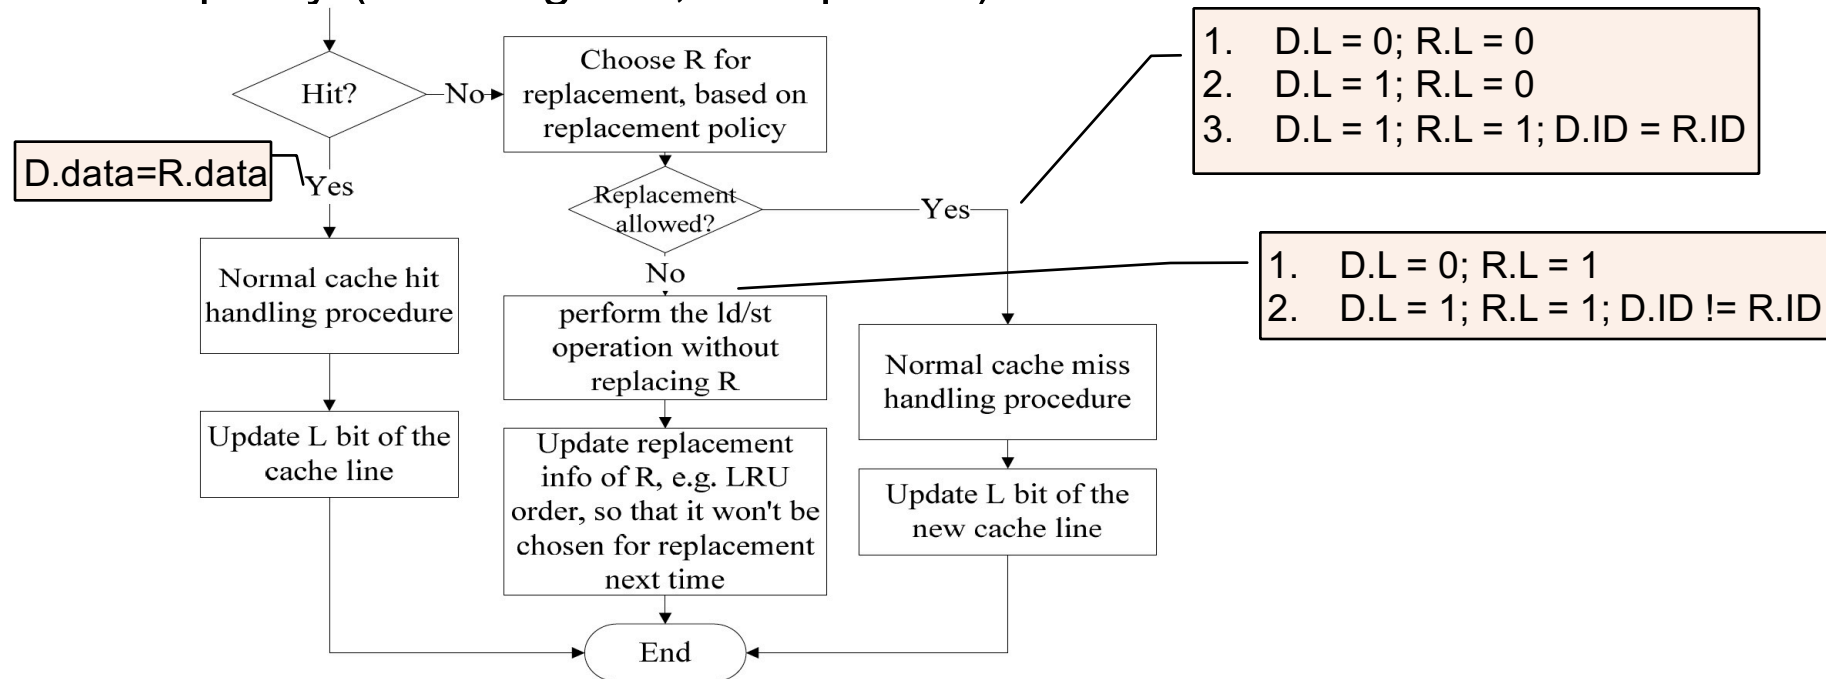 Hit?
No
Choose R for
replacement, based on
replacement policy
1. D.L = 0; R.L = 0
2. D.L = 1; R.L = 0
3. D.L = 1; R.L = 1; D.ID = R.ID
D.data=R.data
Yes
Replacement
allowed?
Yes
No
1. D.L = 0; R.L = 1
2. D.L = 1; R.L = 1; D.ID != R.ID
Normal cache hit
handling procedure
perform the ld/st
operation without
replacing R
Normal cache miss
handling procedure
Update L bit of the
cache line
Update replacement
info of R, e.g. LRU
order, so that it won't be
chosen for replacement
next time
Update L bit of the
new cache line
End